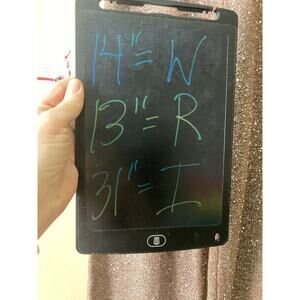 14" = W
13" = R
31" = I